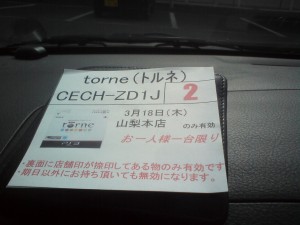 torne(トルネ)
CECH-ZD1J
2
3月18日(木)
山梨本店 のみ有効
お一人様一台限り
torne
・裏面に店舗印が捺印してある物のみ有効です
・期日以外にお持ち頂いても無効になります。